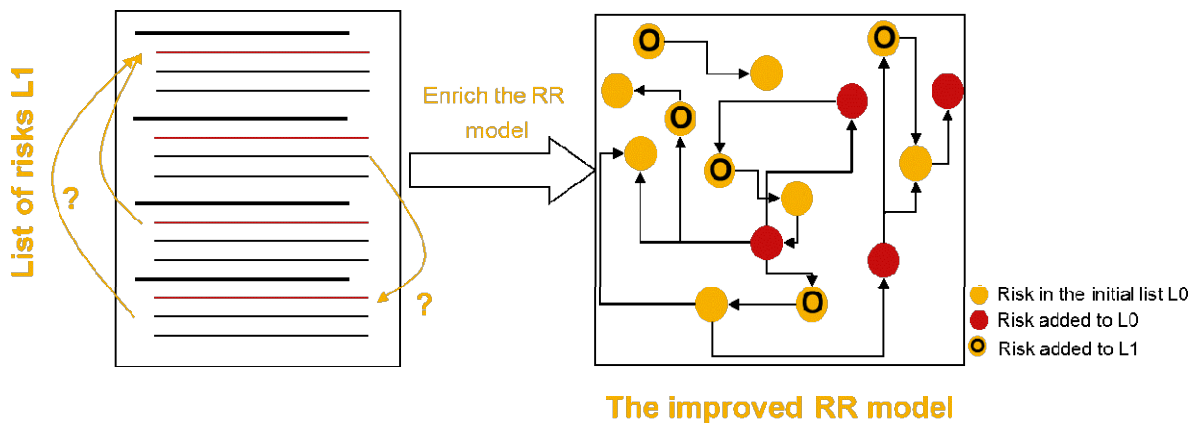 List of risks L1
?
?
Enrich the RR
model
O
O
O
O
O
Risk in the initial list L0
Risk added to L0
O
Risk added to L1
The improved RR model